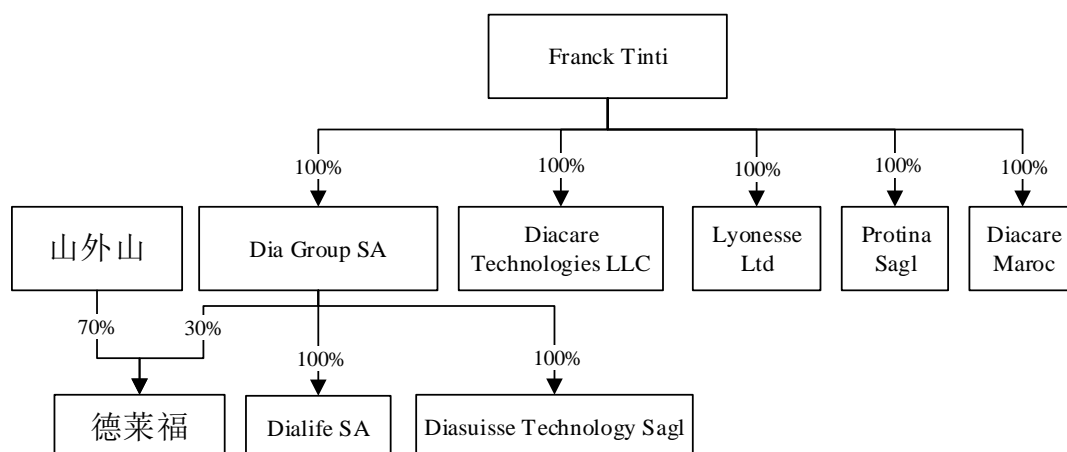 Franck Tinti
100%
100%
100%
100%
100%
山外山
Dia Group SA
Diacare
Technologies LLC
Lyonesse
Ltd
Protina
Sagl
Diacare
Maroc
70%
30%
100%
100%
德莱福
Dialife SA
Diasuisse Technology Sagl